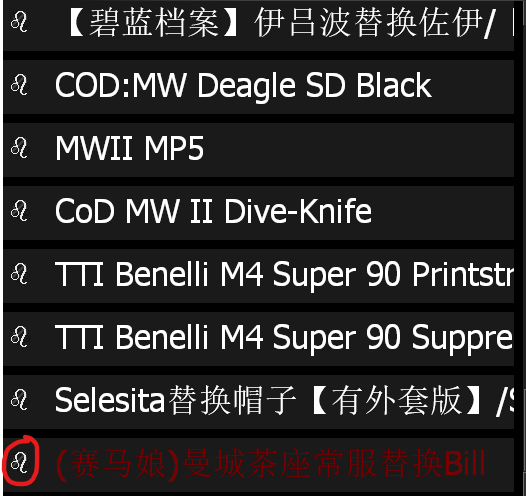 ♌ 【碧蓝档案】伊吕波替换佐伊/
♌ COD:MW Deagle SD Black
♌ MWII MP5
♌ CoD MW II Dive-Knife
♌ TTI Benelli M4 Super 90 Printstr
♌ TTI Benelli M4 Super 90 Suppre
♌ Selesita替换帽子【有外套版】/S
♌ (赛马娘)曼城茶座常服替换Bill